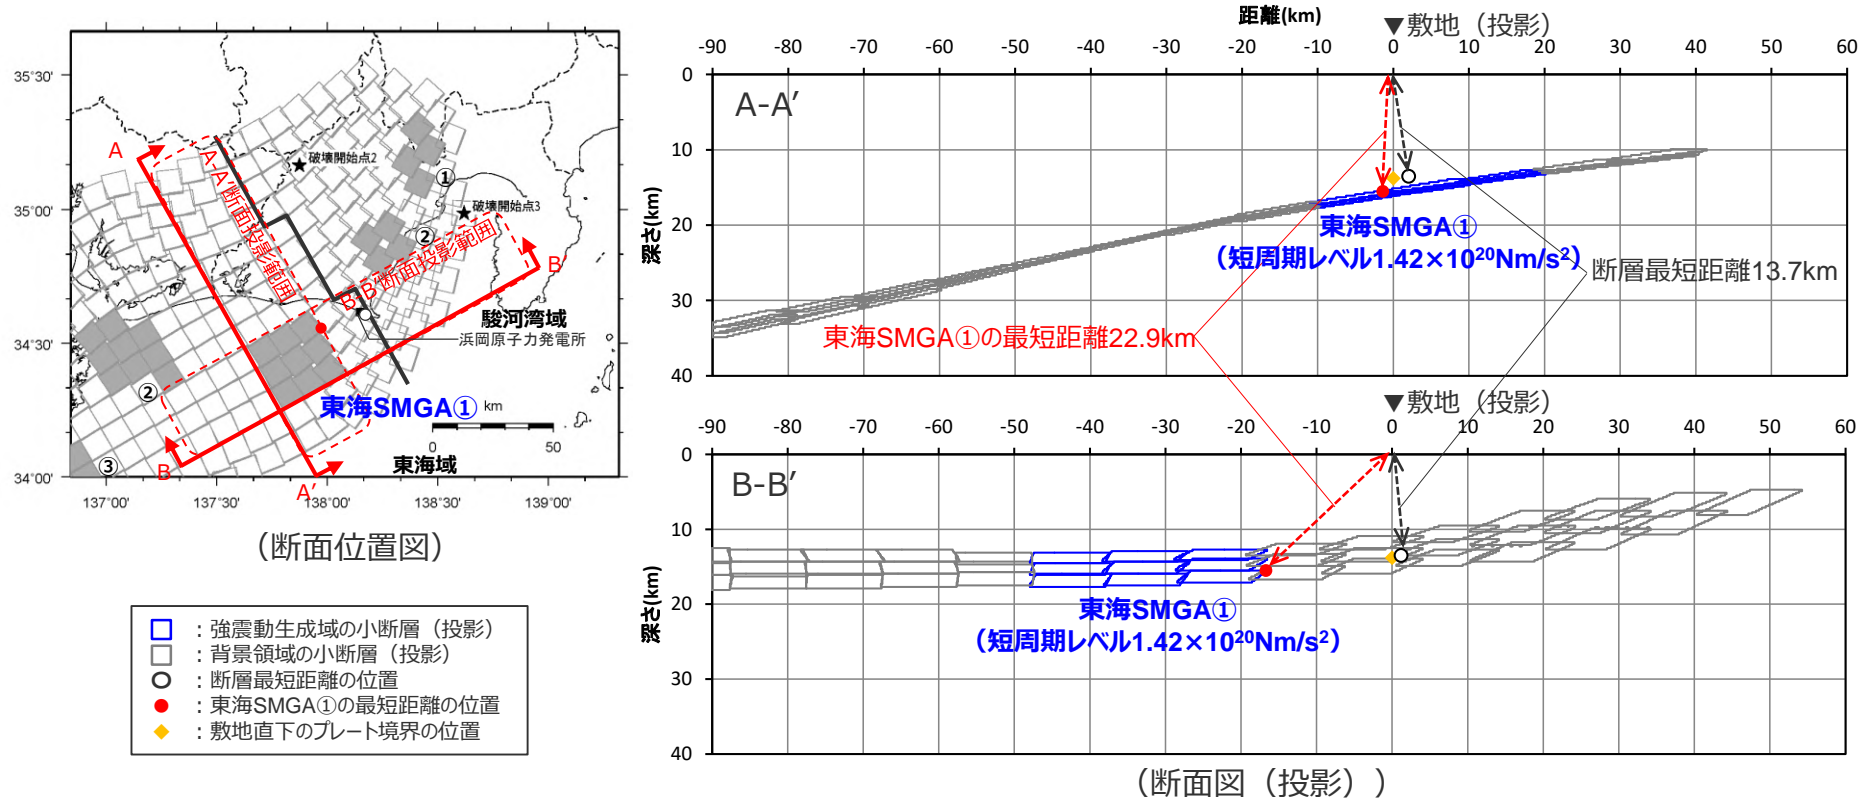 35°30'
35°00'
34°30'
34°00'
137°00'
137°30'
138°00'
138°30'
139°00'
A
A-A'断面投影範囲
破壊開始点2
①
破壊開始点3
②
B-B'断面投影範囲
B'
駿河湾域
浜岡原子力発電所
②
東海SMGA①
km
0
50
③
B
A'
東海域
（断面位置図）
：強震動生成域の小断層（投影）
：背景領域の小断層（投影）
：断層最短距離の位置
：東海SMGA①の最短距離の位置
：敷地直下のプレート境界の位置
距離(km)
▼敷地（投影）
-90 -80 -70 -60 -50 -40 -30 -20 -10 0 10 20 30 40 50 60
0
10
20
30
40
深さ(km)
A-A′
東海SMGA①
（短周期レベル1.42×10²⁰Nm/s²）
断層最短距離13.7km
東海SMGA①の最短距離22.9km
▼敷地（投影）
-90 -80 -70 -60 -50 -40 -30 -20 -10 0 10 20 30 40 50 60
0
10
20
30
40
深さ(km)
B-B′
東海SMGA①
（短周期レベル1.42×10²⁰Nm/s²）
（断面図（投影））